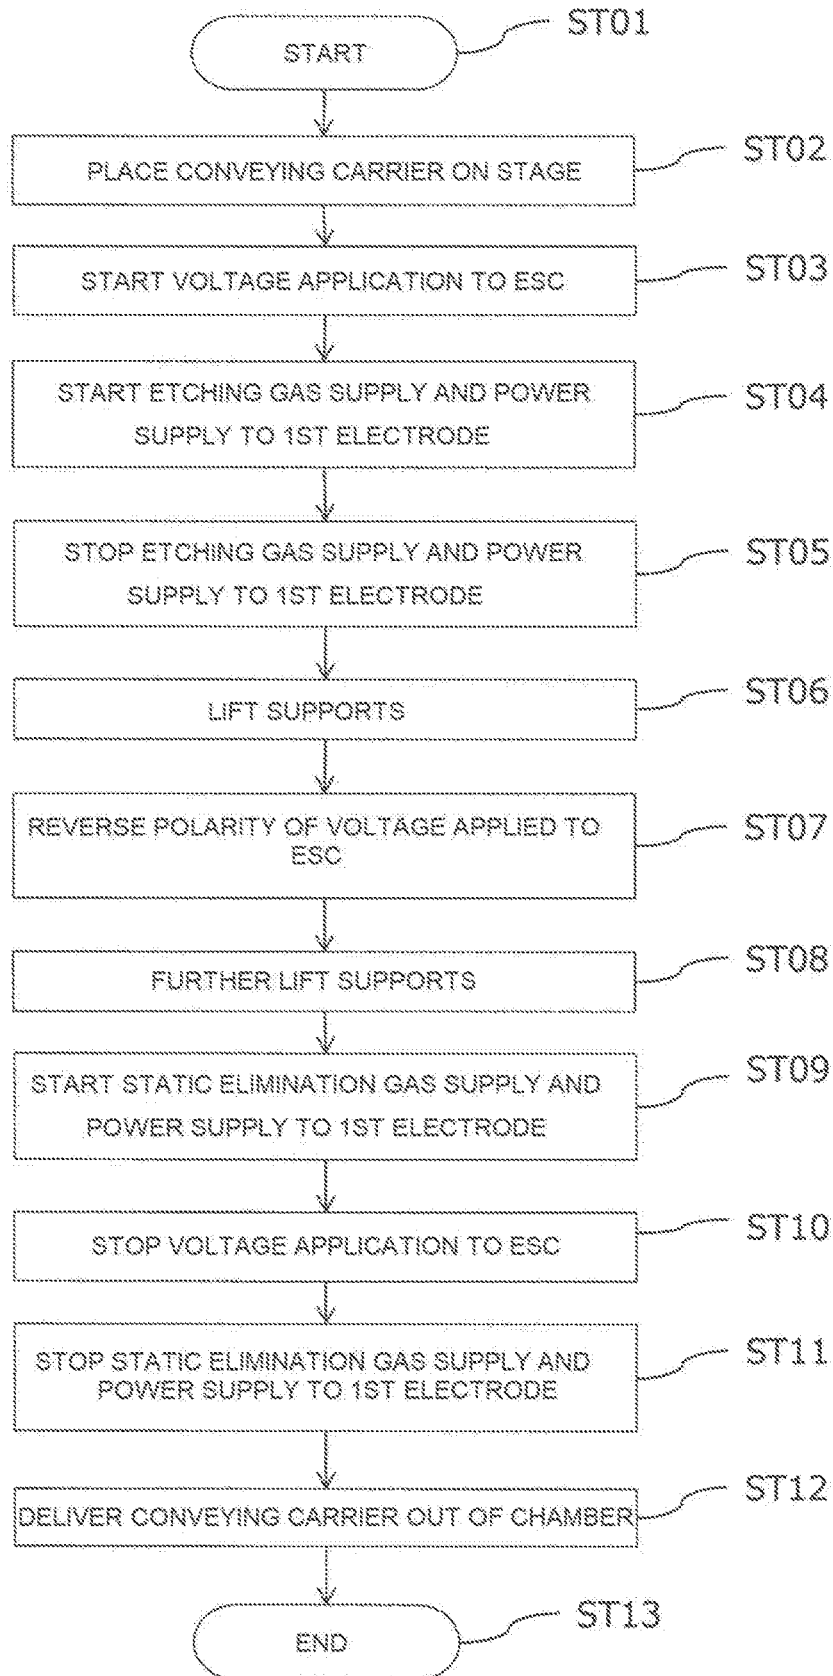 START
ST01
PLACE CONVEYING CARRIER ON STAGE
ST02
START VOLTAGE APPLICATION TO ESC
ST03
START ETCHING GAS SUPPLY AND POWER
SUPPLY TO 1ST ELECTRODE
ST04
STOP ETCHING GAS SUPPLY AND POWER
SUPPLY TO 1ST ELECTRODE
ST05
LIFT SUPPORTS
ST06
REVERSE POLARITY OF VOLTAGE APPLIED TO
ESC
ST07
FURTHER LIFT SUPPORTS
ST08
START STATIC ELIMINATION GAS SUPPLY AND
POWER SUPPLY TO 1ST ELECTRODE
ST09
STOP VOLTAGE APPLICATION TO ESC
ST10
STOP STATIC ELIMINATION GAS SUPPLY AND
POWER SUPPLY TO 1ST ELECTRODE
ST11
DELIVER CONVEYING CARRIER OUT OF CHAMBER
ST12
END
ST13